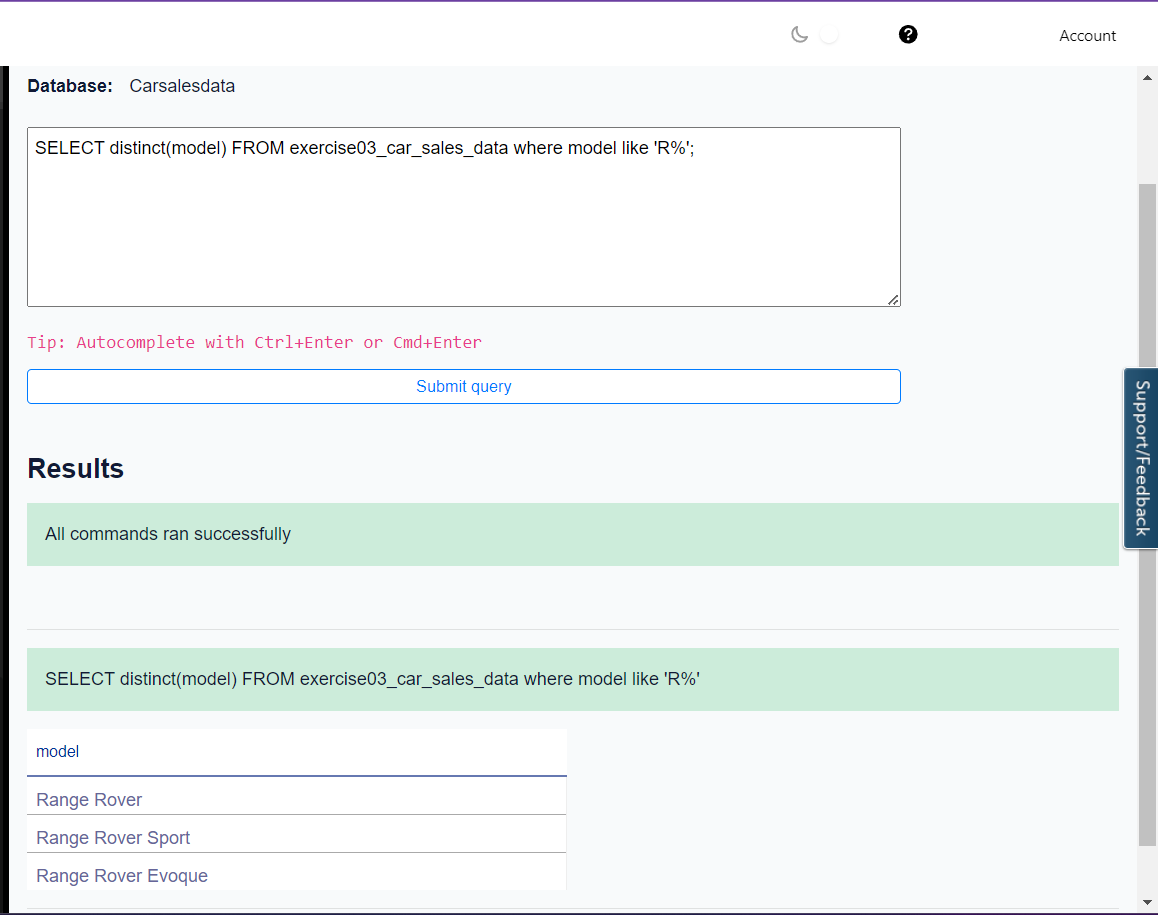 Account
Database: Carsalesdata
SELECT distinct(model) FROM exercise03_car_sales_data where model like 'R%';
Tip: Autocomplete with Ctrl+Enter or Cmd+Enter
Submit query
Support/Feedback
Results
All commands ran successfully
SELECT distinct(model) FROM exercise03_car_sales_data where model like 'R%'
model
Range Rover
Range Rover Sport
Range Rover Evoque